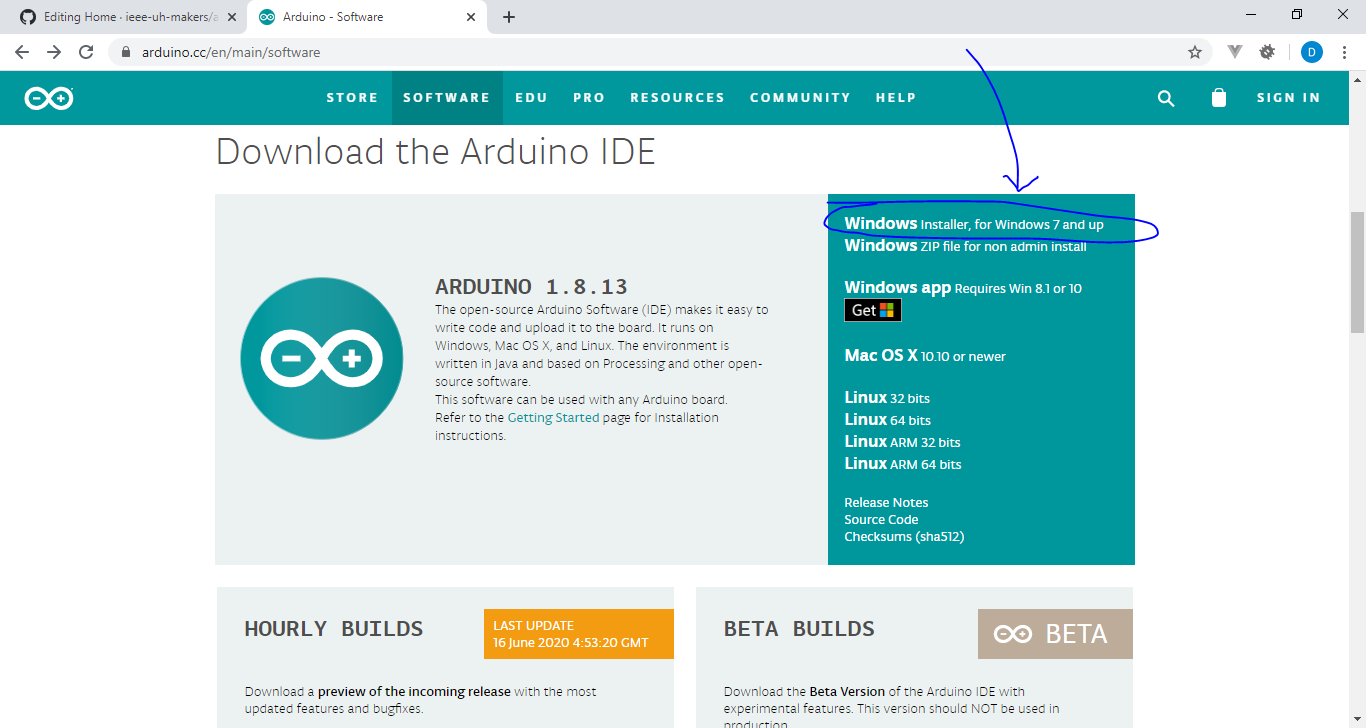 Editing Home · ieee-uh-makers/a
Arduino - Software
arduino.cc/en/main/software
D
STORE SOFTWARE EDU PRO RESOURCES COMMUNITY HELP SIGN IN
Download the Arduino IDE
Windows Installer, for Windows 7 and up
Windows ZIP file for non admin install
Windows app Requires Win 8.1 or 10
Get
Mac OS X 10.10 or newer
Linux 32 bits
Linux 64 bits
Linux ARM 32 bits
Linux ARM 64 bits
Release Notes
Source Code
Checksums (sha512)
ARDUINO 1.8.13
The open-source Arduino Software (IDE) makes it easy to
write code and upload it to the board. It runs on
Windows, Mac OS X, and Linux. The environment is
written in Java and based on Processing and other open-
source software.
This software can be used with any Arduino board.
Refer to the Getting Started page for Installation
instructions.
HOURLY BUILDS
LAST UPDATE
16 June 2020 4:53:20 GMT
Download a preview of the incoming release with the most
updated features and bugfixes.
BETA BUILDS
BETA
Download the Beta Version of the Arduino IDE with
experimental features. This version should NOT be used in
production.